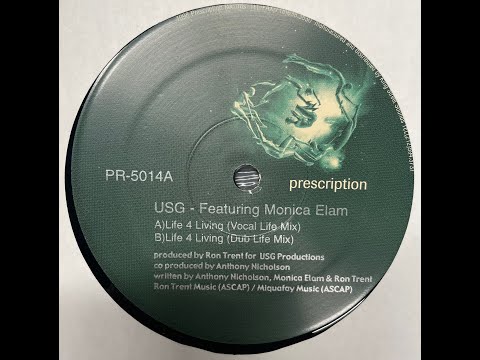 PR-5014A
prescription
USG - Featuring Monica Elam
A)Life 4 Living (Vocal Life Mix)
B)Life 4 Living (Dub Life Mix)
produced by Ron Trent for USG Productions
co produced by Anthony Nicholson
written by Anthony Nicholson, Monica Elam & Ron Trent
Ron Trent Music (ASCAP) / Miquafay Music (ASCAP)